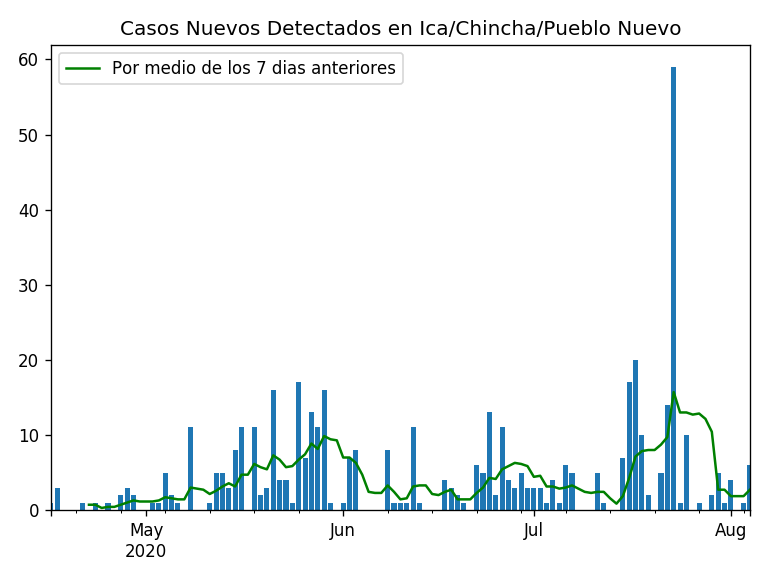 Casos Nuevos Detectados en Ica/Chincha/Pueblo Nuevo
Por medio de los 7 dias anteriores
60
50
40
30
20
10
0
May
2020
Jun
Jul
Aug